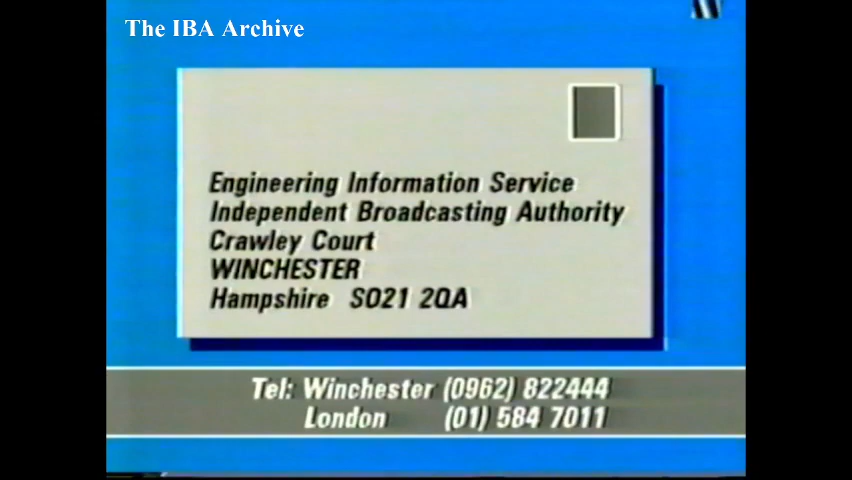 The IBA Archive
Engineering Information Service
Independent Broadcasting Authority
Crawley Court
WINCHESTER
Hampshire SO21 2QA
Tel: Winchester (0962) 822444
London (01) 584 7011